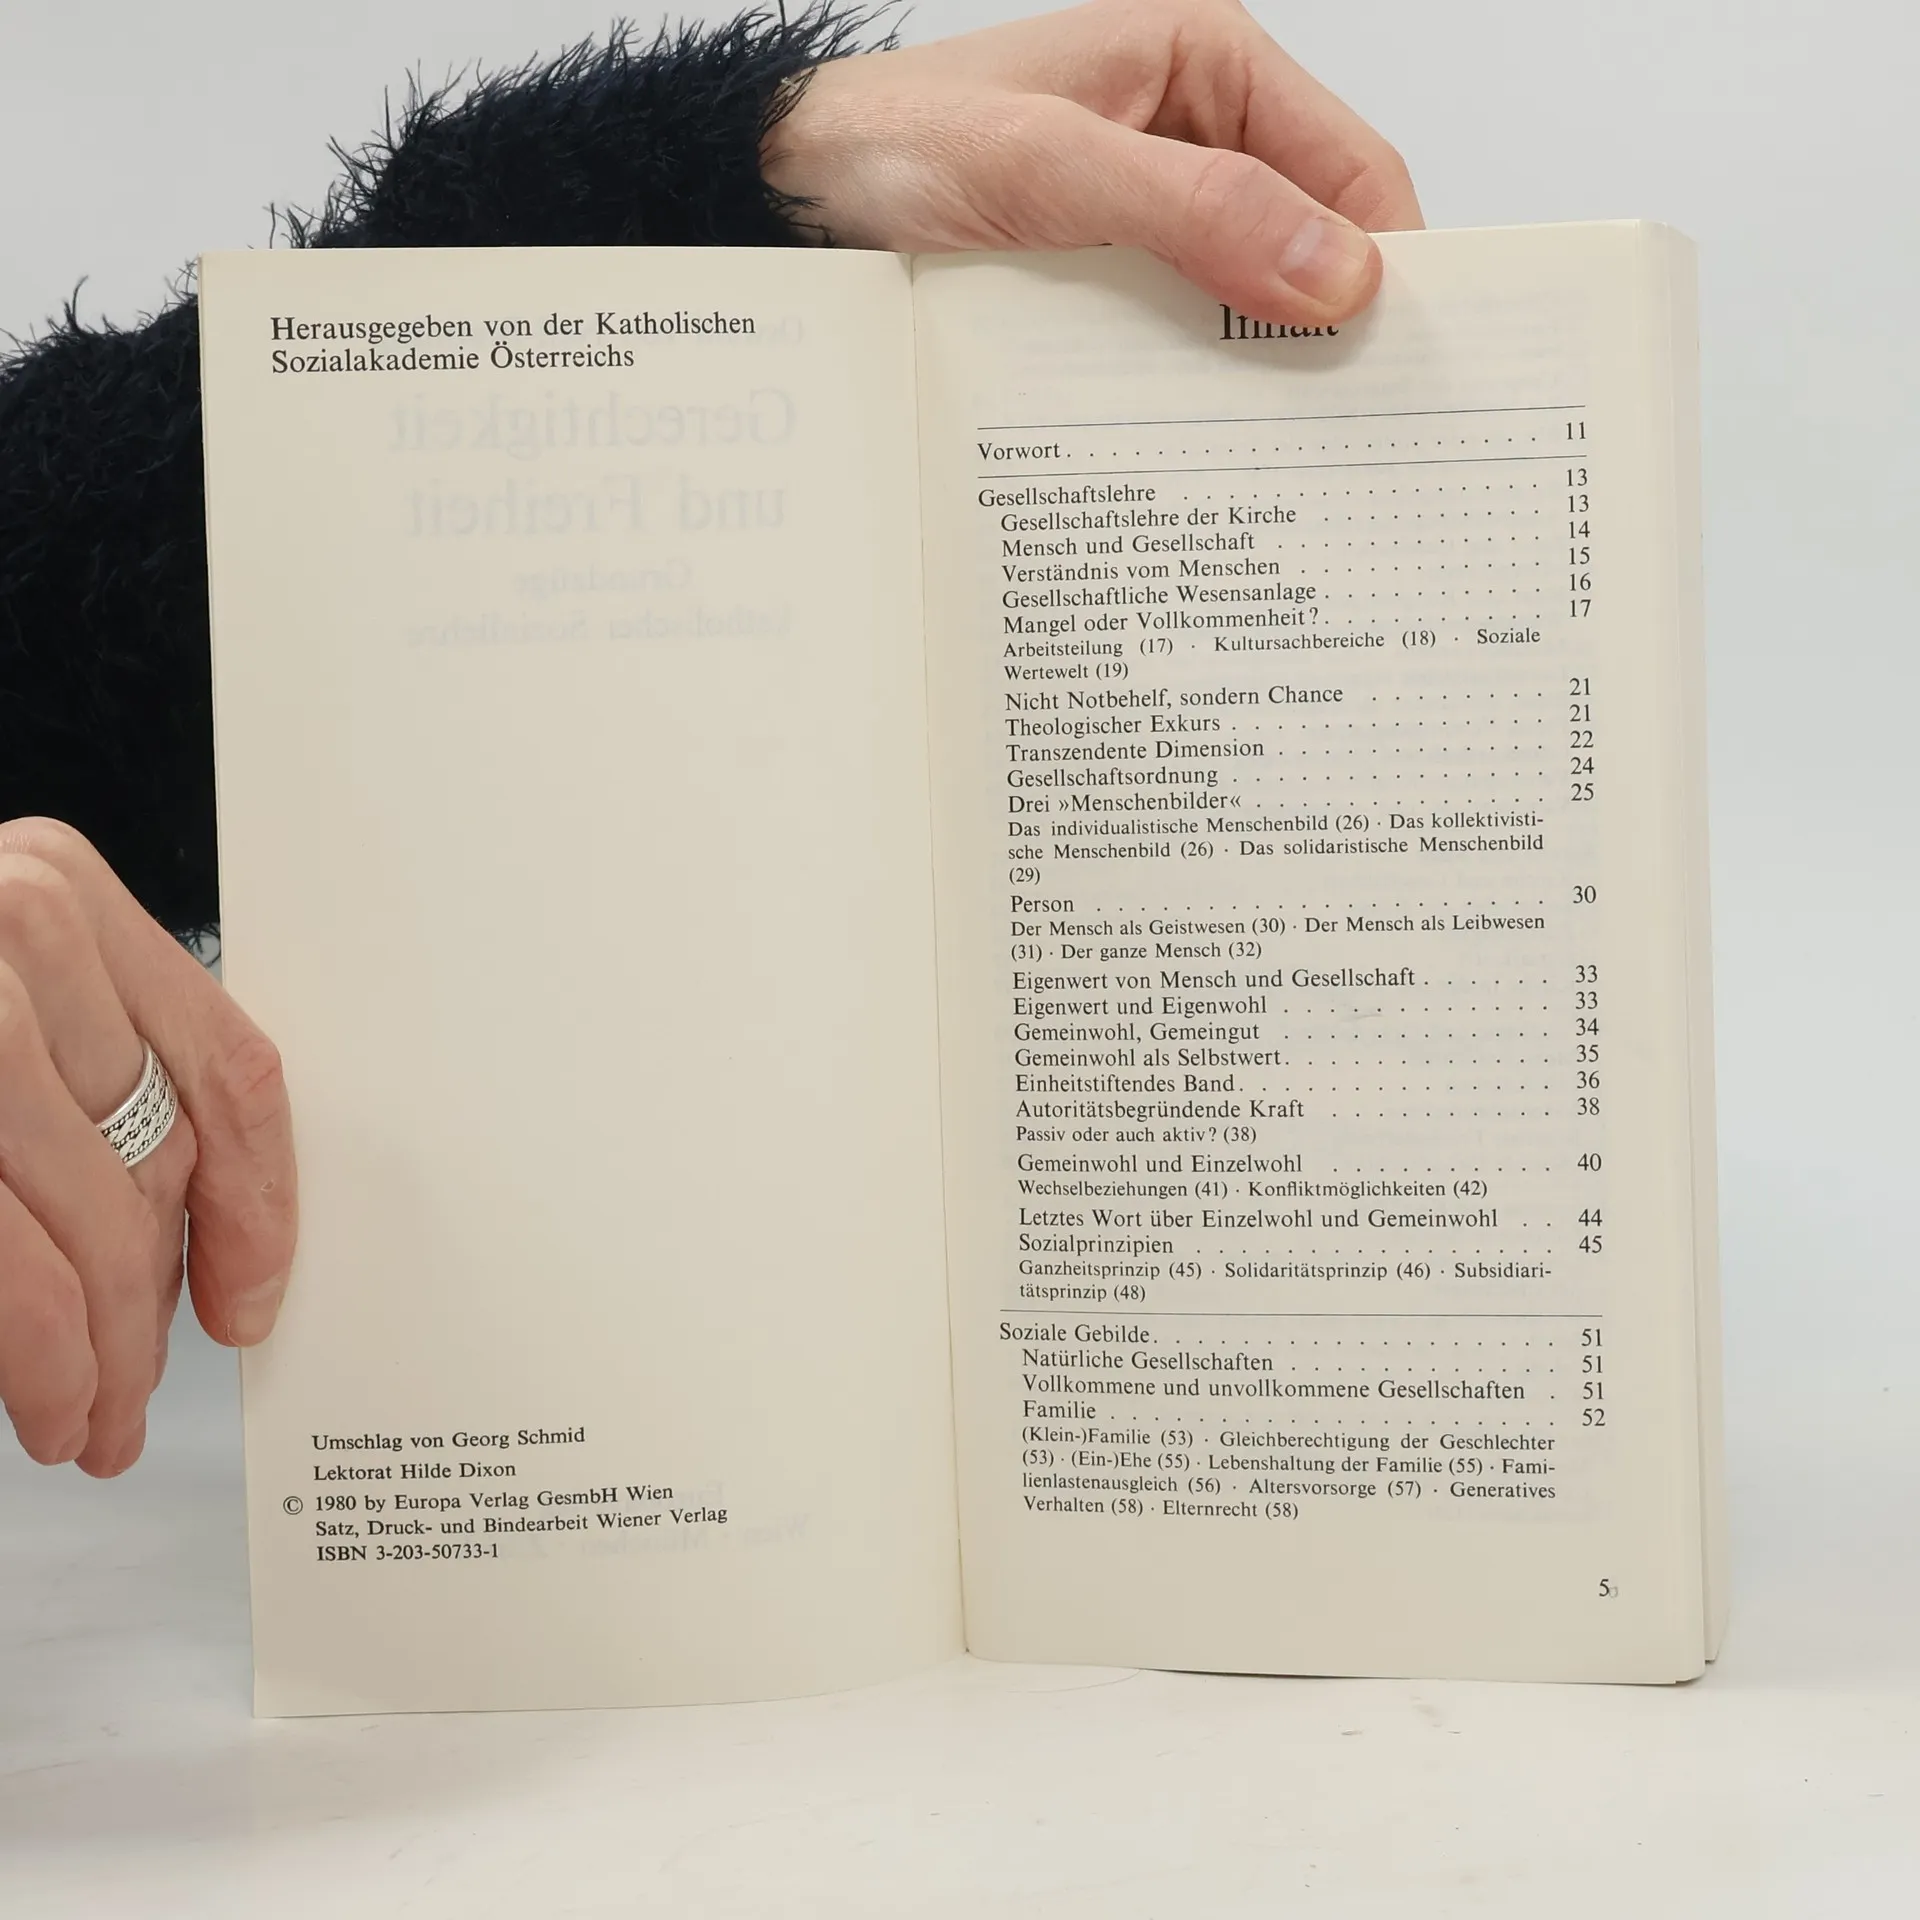 Herausgegeben von der Katholischen
Sozialakademie Österreichs
Gerechtigkeit
und Freiheit
Grundzüge
Katholischer Soziallehre
Umschlag von Georg Schmid
Lektorat Hilde Dixon
© 1980 by Europa Verlag GesmbH Wien
Satz, Druck- und Bindearbeit Wiener Verlag
ISBN 3-203-50733-1
Inhalt
Vorwort . . . . . . . . . . . . . . . . . 11
Gesellschaftslehre . . . . . . . . . . . . . . . . 13
Gesellschaftslehre der Kirche . . . . . . . . . . 13
Mensch und Gesellschaft . . . . . . . . . . . . 14
Verständnis vom Menschen . . . . . . . . . . . 15
Gesellschaftliche Wesensanlage . . . . . . . . . . 16
Mangel oder Vollkommenheit? . . . . . . . . . . 17
Arbeitsteilung (17) · Kultursachbereiche (18) · Soziale
Wertewelt (19)
Nicht Notbehelf, sondern Chance . . . . . . . . 21
Theologischer Exkurs . . . . . . . . . . . . . . 21
Transzendente Dimension . . . . . . . . . . . . 22
Gesellschaftsordnung . . . . . . . . . . . . . . 24
Drei »Menschenbilder« . . . . . . . . . . . . . 25
Das individualistische Menschenbild (26) · Das kollektivisti-
sche Menschenbild (26) · Das solidaristische Menschenbild
(29)
Person . . . . . . . . . . . . . . . . . . . . 30
Der Mensch als Geistwesen (30) · Der Mensch als Leibwesen
(31) · Der ganze Mensch (32)
Eigenwert von Mensch und Gesellschaft . . . . . . 33
Eigenwert und Eigenwohl . . . . . . . . . . . . 33
Gemeinwohl, Gemeingut . . . . . . . . . . . . 34
Gemeinwohl als Selbstwert . . . . . . . . . . . . 35
Einheitstiftendes Band . . . . . . . . . . . . . . 36
Autoritätsbegründende Kraft . . . . . . . . . . 38
Passiv oder auch aktiv? (38)
Gemeinwohl und Einzelwohl . . . . . . . . . . 40
Wechselbeziehungen (41) · Konfliktmöglichkeiten (42)
Letztes Wort über Einzelwohl und Gemeinwohl . . 44
Sozialprinzipien . . . . . . . . . . . . . . . . 45
Ganzheitsprinzip (45) · Solidaritätsprinzip (46) · Subsidiari-
tätsprinzip (48)
Soziale Gebilde . . . . . . . . . . . . . . . . . . 51
Natürliche Gesellschaften . . . . . . . . . . . . 51
Vollkommene und unvollkommene Gesellschaften . 51
Familie . . . . . . . . . . . . . . . . . . . . 52
(Klein-)Familie (53) · Gleichberechtigung der Geschlechter
(53) · (Ein-)Ehe (55) · Lebenshaltung der Familie (55) · Fami-
lienlastenausgleich (56) · Altersvorsorge (57) · Generatives
Verhalten (58) · Elternrecht (58)
5